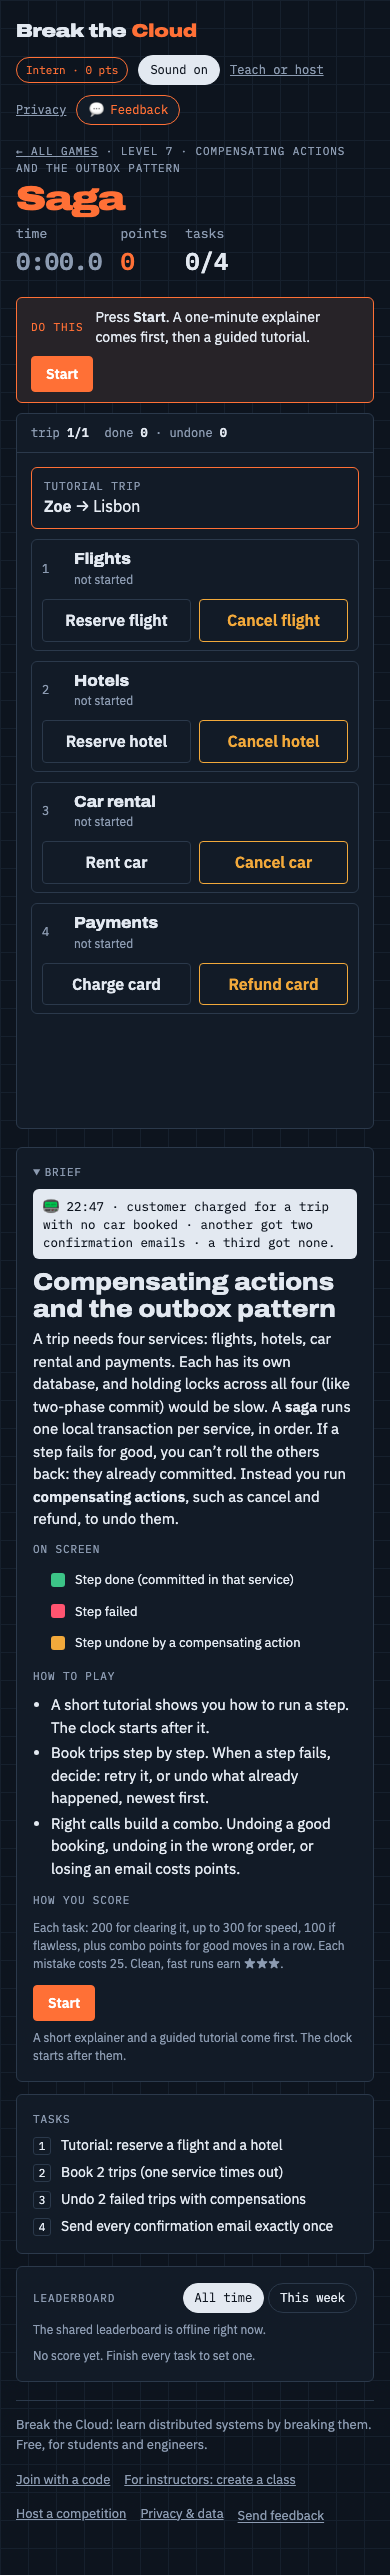 Break the Cloud
Intern · 0 pts
Sound on
Teach or host
Privacy
💬 Feedback
← ALL GAMES · LEVEL 7 · COMPENSATING ACTIONS
AND THE OUTBOX PATTERN
Saga
time points tasks
0:00.0 0 0/4
DO THIS
Press Start. A one-minute explainer
comes first, then a guided tutorial.
Start
trip 1/1 done 0 · undone 0
TUTORIAL TRIP
Zoe → Lisbon
1 Flights
not started
Reserve flight Cancel flight
2 Hotels
not started
Reserve hotel Cancel hotel
3 Car rental
not started
Rent car Cancel car
4 Payments
not started
Charge card Refund card
▼ BRIEF
📟 22:47 · customer charged for a trip
with no car booked · another got two
confirmation emails · a third got none.
Compensating actions
and the outbox pattern
A trip needs four services: flights, hotels, car
rental and payments. Each has its own
database, and holding locks across all four (like
two-phase commit) would be slow. A saga runs
one local transaction per service, in order. If a
step fails for good, you can’t roll the others
back: they already committed. Instead you run
compensating actions, such as cancel and
refund, to undo them.
ON SCREEN
Step done (committed in that service)
Step failed
Step undone by a compensating action
HOW TO PLAY
• A short tutorial shows you how to run a step.
The clock starts after it.
• Book trips step by step. When a step fails,
decide: retry it, or undo what already
happened, newest first.
• Right calls build a combo. Undoing a good
booking, undoing in the wrong order, or
losing an email costs points.
HOW YOU SCORE
Each task: 200 for clearing it, up to 300 for speed, 100 if
flawless, plus combo points for good moves in a row. Each
mistake costs 25. Clean, fast runs earn ★★★.
Start
A short explainer and a guided tutorial come first. The clock
starts after them.
TASKS
1 Tutorial: reserve a flight and a hotel
2 Book 2 trips (one service times out)
3 Undo 2 failed trips with compensations
4 Send every confirmation email exactly once
LEADERBOARD
All time
This week
The shared leaderboard is offline right now.
No score yet. Finish every task to set one.
Break the Cloud: learn distributed systems by breaking them.
Free, for students and engineers.
Join with a code For instructors: create a class
Host a competition Privacy & data Send feedback